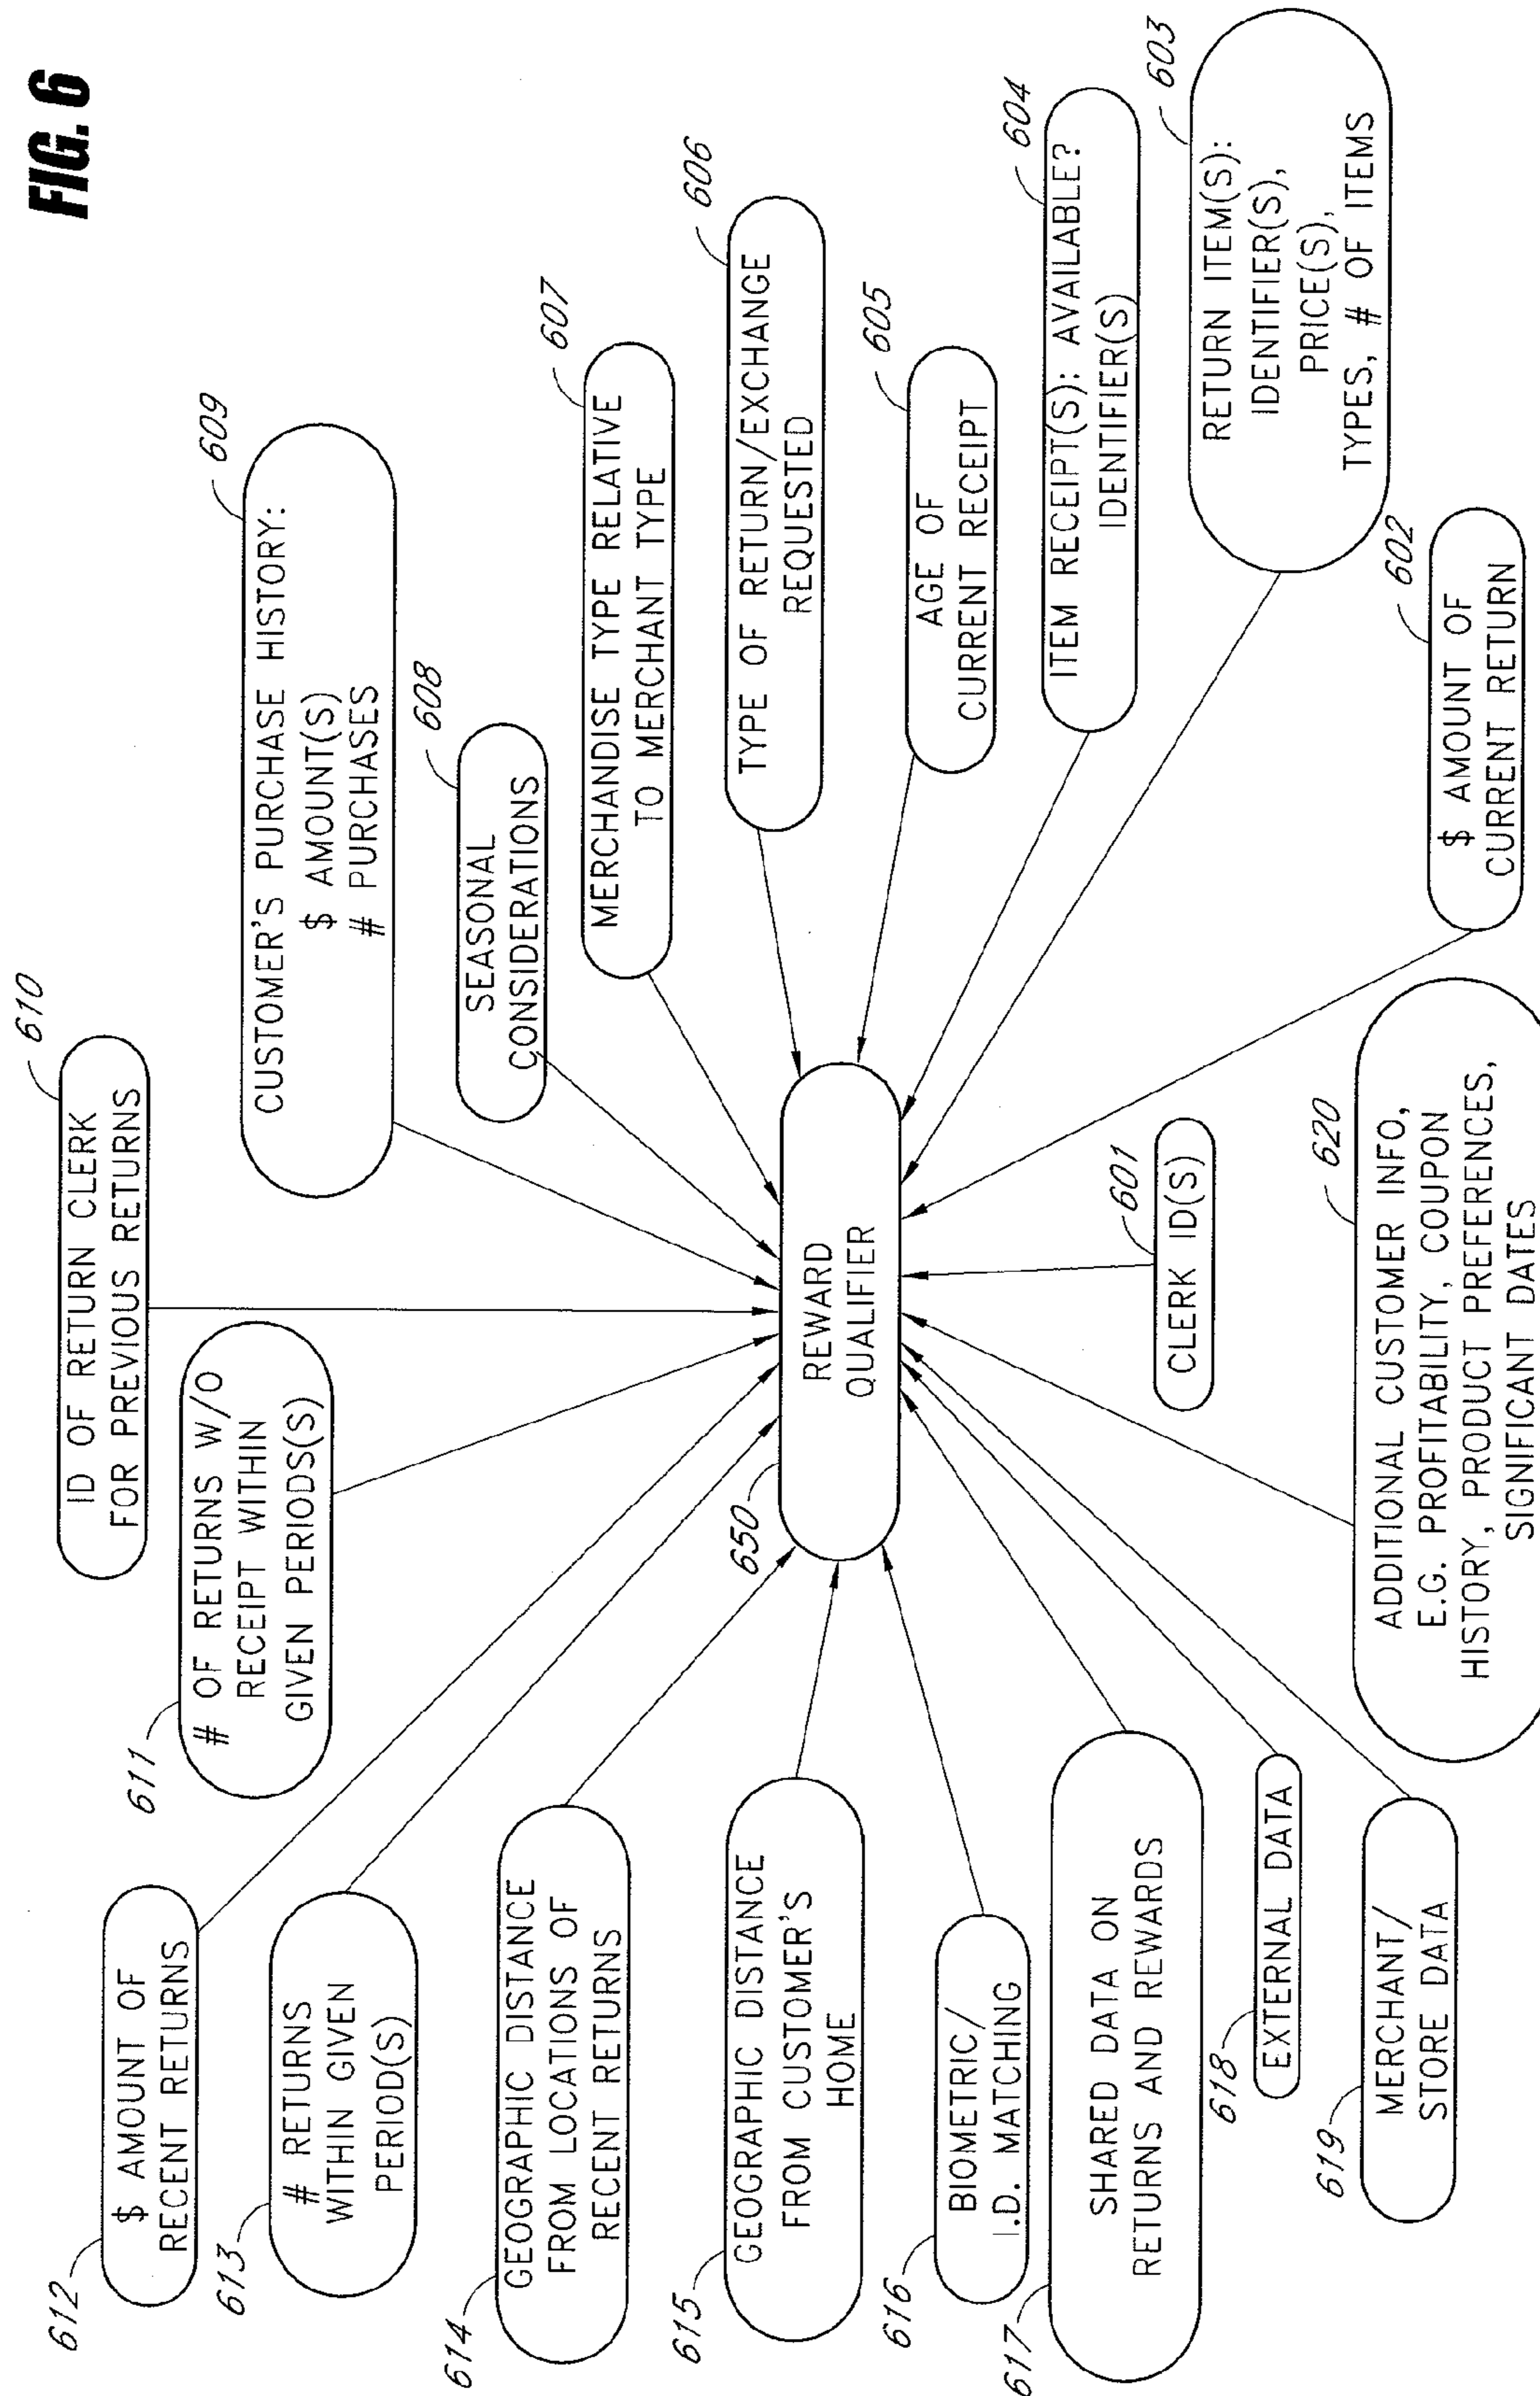 FIG. 6
610
ID OF RETURN CLERK
FOR PREVIOUS RETURNS
609
CUSTOMER'S PURCHASE HISTORY:
$ AMOUNT(S)
# PURCHASES
611
# OF RETURNS W/O
RECEIPT WITHIN
GIVEN PERIODS(S)
612
$ AMOUNT OF
RECENT RETURNS
608
SEASONAL
CONSIDERATIONS
613
# RETURNS
WITHIN GIVEN
PERIOD(S)
607
MERCHANDISE TYPE RELATIVE
TO MERCHANT TYPE
614
GEOGRAPHIC DISTANCE
FROM LOCATIONS OF
RECENT RETURNS
606
TYPE OF RETURN/EXCHANGE
REQUESTED
650
REWARD
QUALIFIER
615
GEOGRAPHIC DISTANCE
FROM CUSTOMER'S
HOME
605
AGE OF
CURRENT RECEIPT
616
BIOMETRIC/
I.D. MATCHING
604
ITEM RECEIPT(S): AVAILABLE?
IDENTIFIER(S)
617
SHARED DATA ON
RETURNS AND REWARDS
601
CLERK ID(S)
603
RETURN ITEM(S):
IDENTIFIER(S),
PRICE(S),
TYPES, # OF ITEMS
618
EXTERNAL DATA
619
MERCHANT/
STORE DATA
620
ADDITIONAL CUSTOMER INFO,
E.G. PROFITABILITY, COUPON
HISTORY, PRODUCT PREFERENCES,
SIGNIFICANT DATES
602
$ AMOUNT OF
CURRENT RETURN